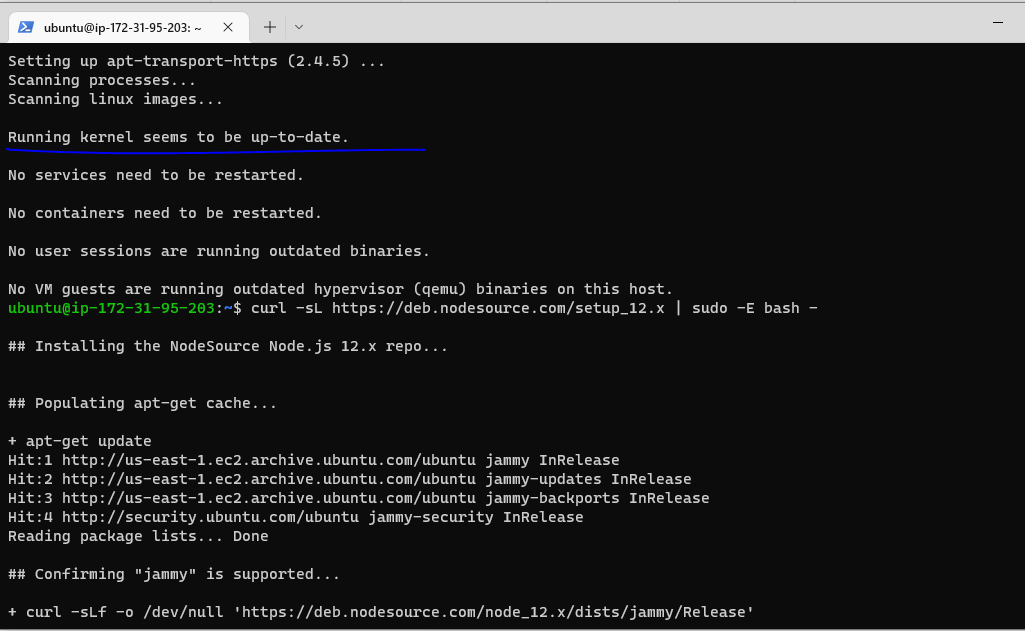 ubuntu@ip-172-31-95-203: ~
Setting up apt-transport-https (2.4.5) ...
Scanning processes...
Scanning linux images...
Running kernel seems to be up-to-date.
No services need to be restarted.
No containers need to be restarted.
No user sessions are running outdated binaries.
No VM guests are running outdated hypervisor (qemu) binaries on this host.
ubuntu@ip-172-31-95-203:~$ curl -sL https://deb.nodesource.com/setup_12.x | sudo -E bash -
## Installing the NodeSource Node.js 12.x repo...
## Populating apt-get cache...
+ apt-get update
Hit:1 http://us-east-1.ec2.archive.ubuntu.com/ubuntu jammy InRelease
Hit:2 http://us-east-1.ec2.archive.ubuntu.com/ubuntu jammy-updates InRelease
Hit:3 http://us-east-1.ec2.archive.ubuntu.com/ubuntu jammy-backports InRelease
Hit:4 http://security.ubuntu.com/ubuntu jammy-security InRelease
Reading package lists... Done
## Confirming "jammy" is supported...
+ curl -sLf -o /dev/null 'https://deb.nodesource.com/node_12.x/dists/jammy/Release'